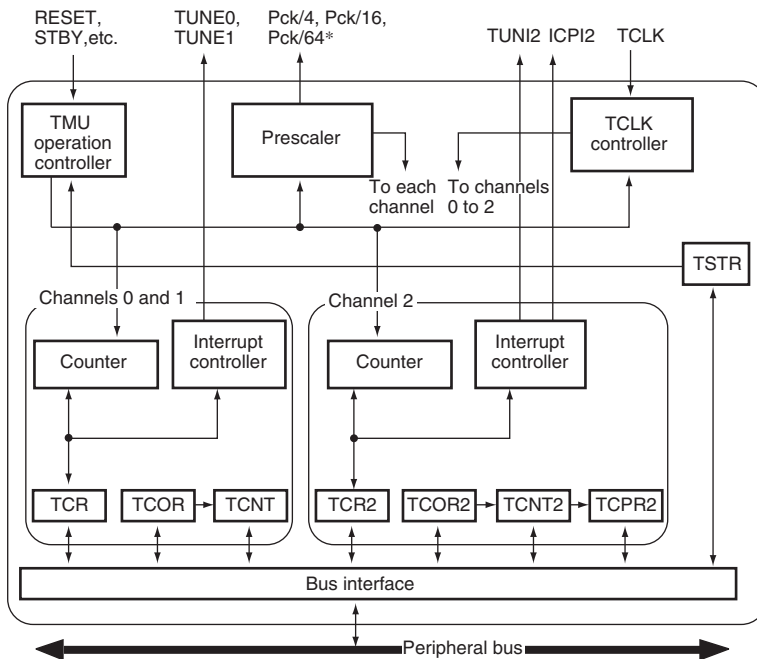 RESET,
STBY,etc.
TUNE0,
TUNE1
Pck/4, Pck/16,
Pck/64*
TUNI2 ICPI2
TCLK
TMU
operation
controller
Prescaler
TCLK
controller
To each
channel
To channels
0 to 2
TSTR
Channels 0 and 1
Channel 2
Counter
Interrupt
controller
Counter
Interrupt
controller
TCR
TCOR
TCNT
TCR2
TCOR2
TCNT2
TCPR2
Bus interface
Peripheral bus